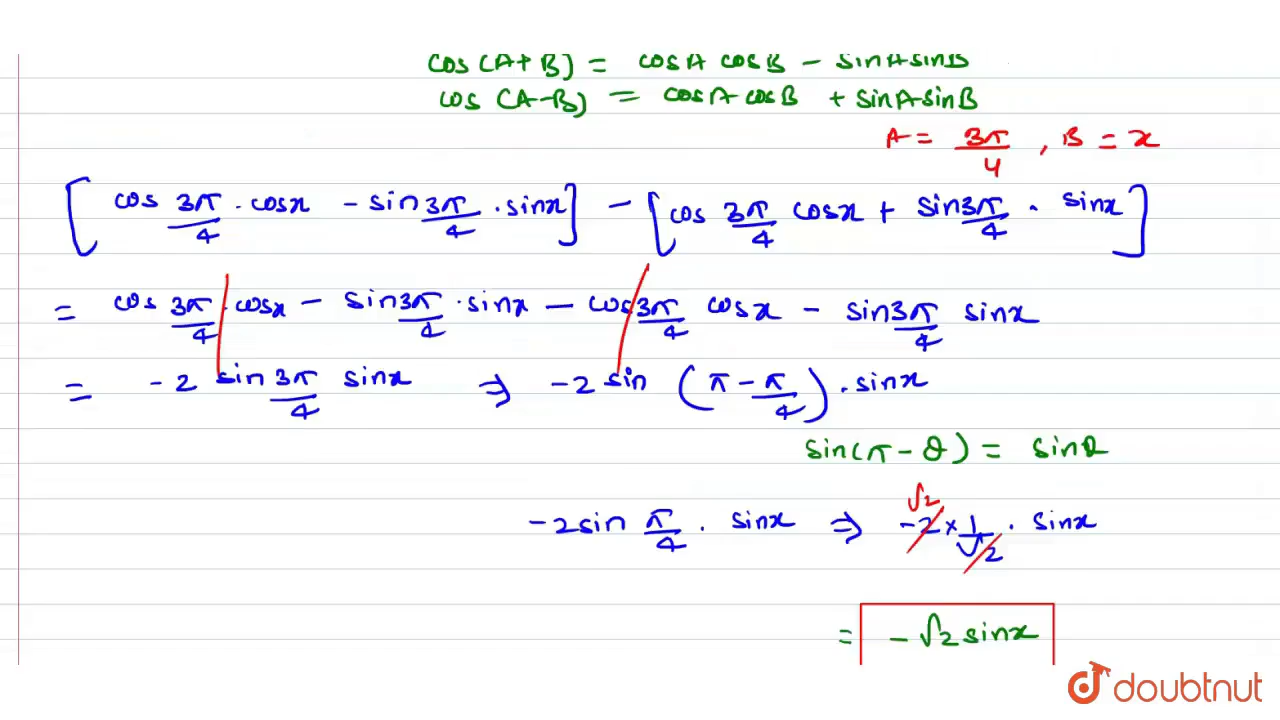 cos (A+B) = cosA cosB - sinAsinB
cos (A-B) = cosA cosB + sinA sinB
A = 3π/4 , B = x
[cos 3π/4 . cosx - sin 3π/4 . sinx] - [cos 3π/4 cosx + sin 3π/4 . sinx]
= cos 3π/4 . cosx - sin 3π/4 . sinx - cos 3π/4 cosx - sin 3π/4 sinx
= -2 sin 3π/4 sinx ⇒ -2 sin (π - π/4) . sinx
sin(π - θ) = sinθ
√2
-2 sin π/4 . sinx ⇒ -2 × 1/√2 . sinx
= -√2 sinx
doubtnut